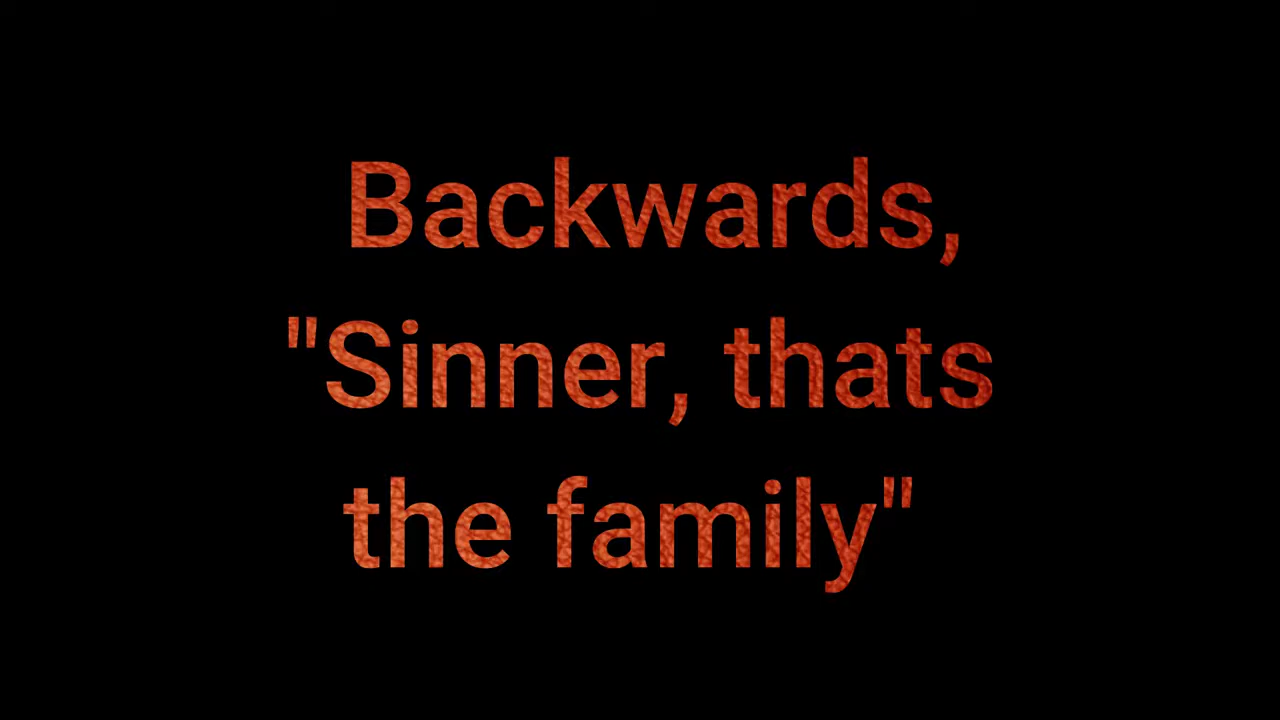 Backwards,
"Sinner, thats
the family"